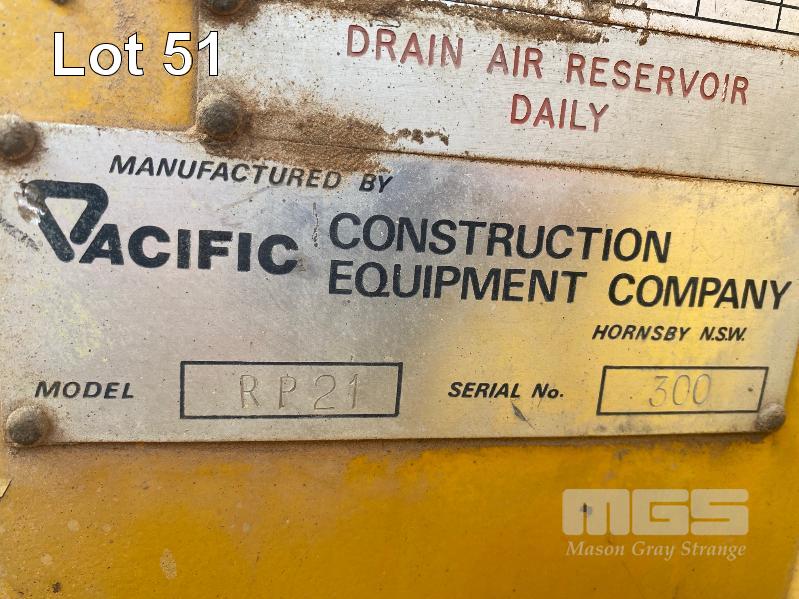 Lot 51
DRAIN AIR RESERVOIR
DAILY
MANUFACTURED BY
PACIFIC CONSTRUCTION
EQUIPMENT COMPANY
HORNSBY N.S.W.
MODEL RP21 SERIAL No. 300
MGS
Mason Gray Strange